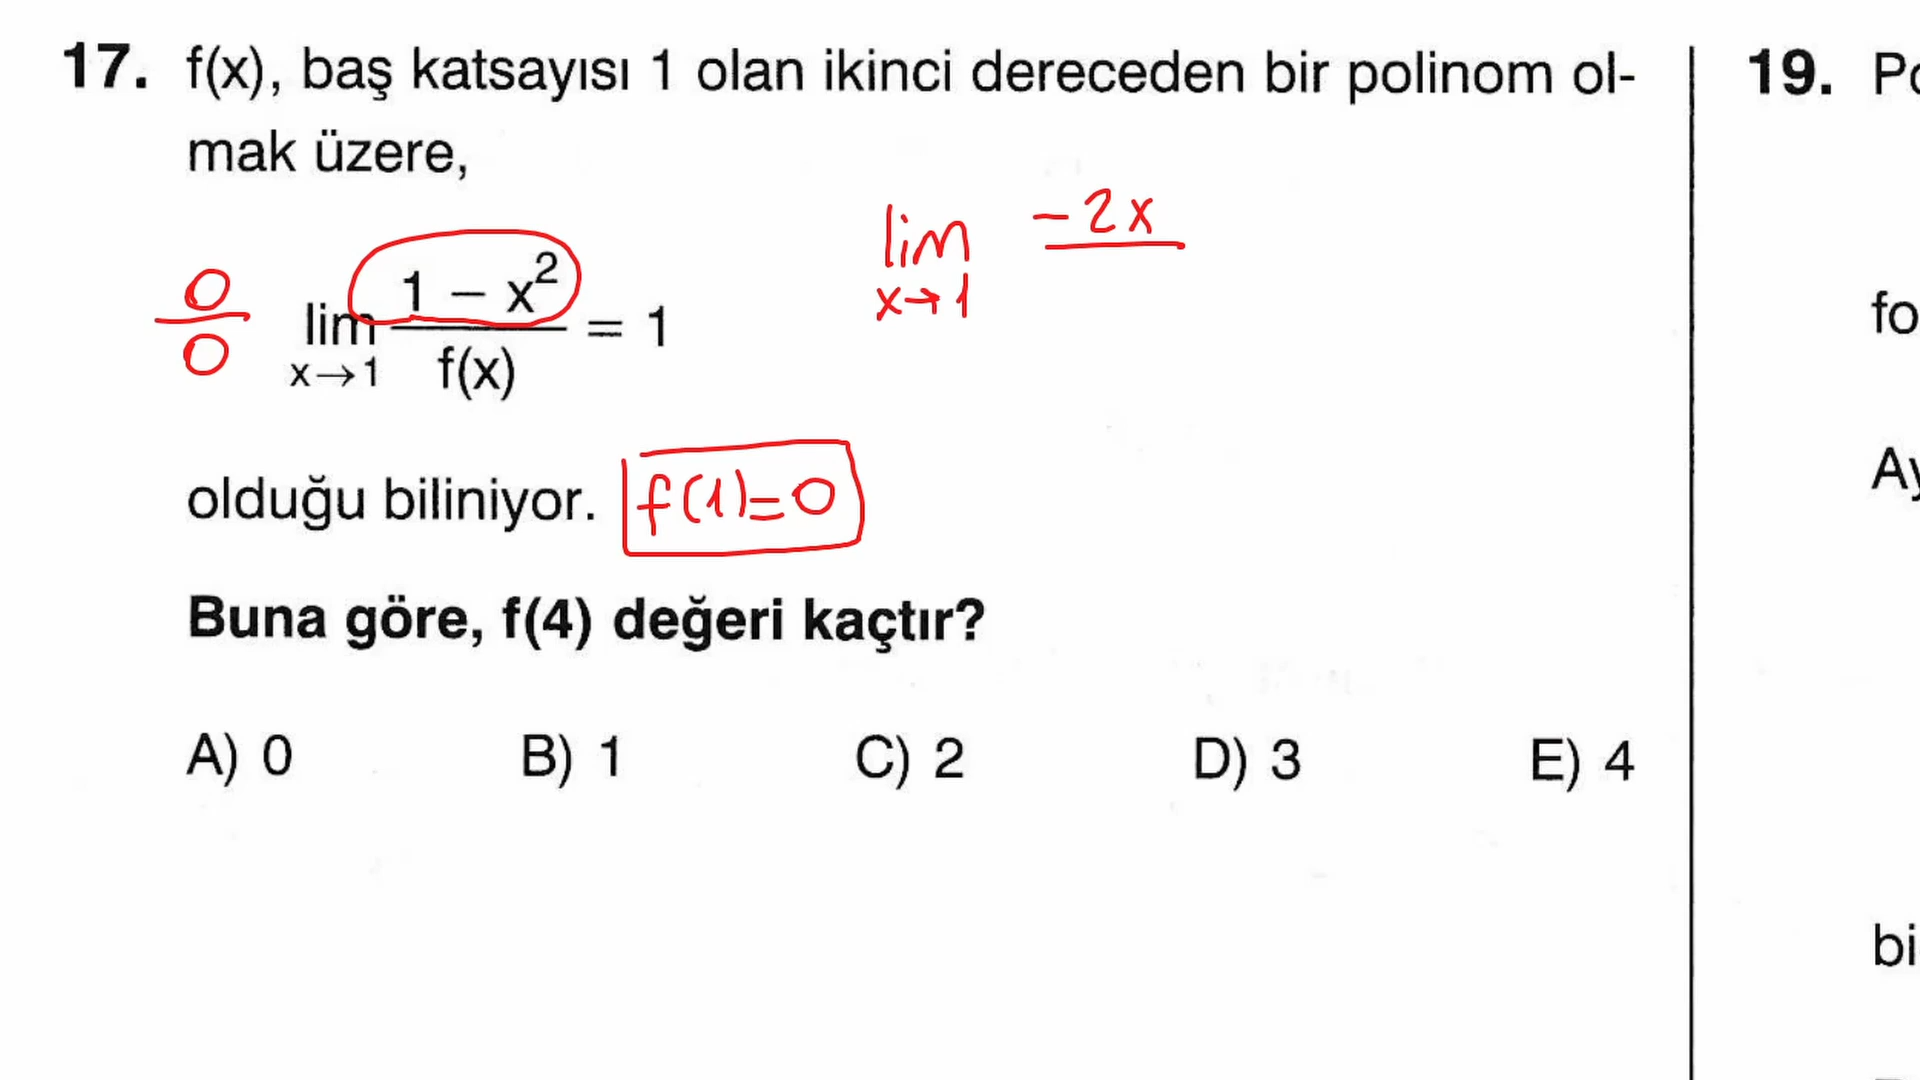 17. f(x), baş katsayısı 1 olan ikinci dereceden bir polinom ol-
mak üzere,
0/0 lim x→1 (1 − x²)/f(x) = 1
lim x→1 −2x
olduğu biliniyor. f(1)=0
Buna göre, f(4) değeri kaçtır?
A) 0 B) 1 C) 2 D) 3 E) 4
19.
fo
bi